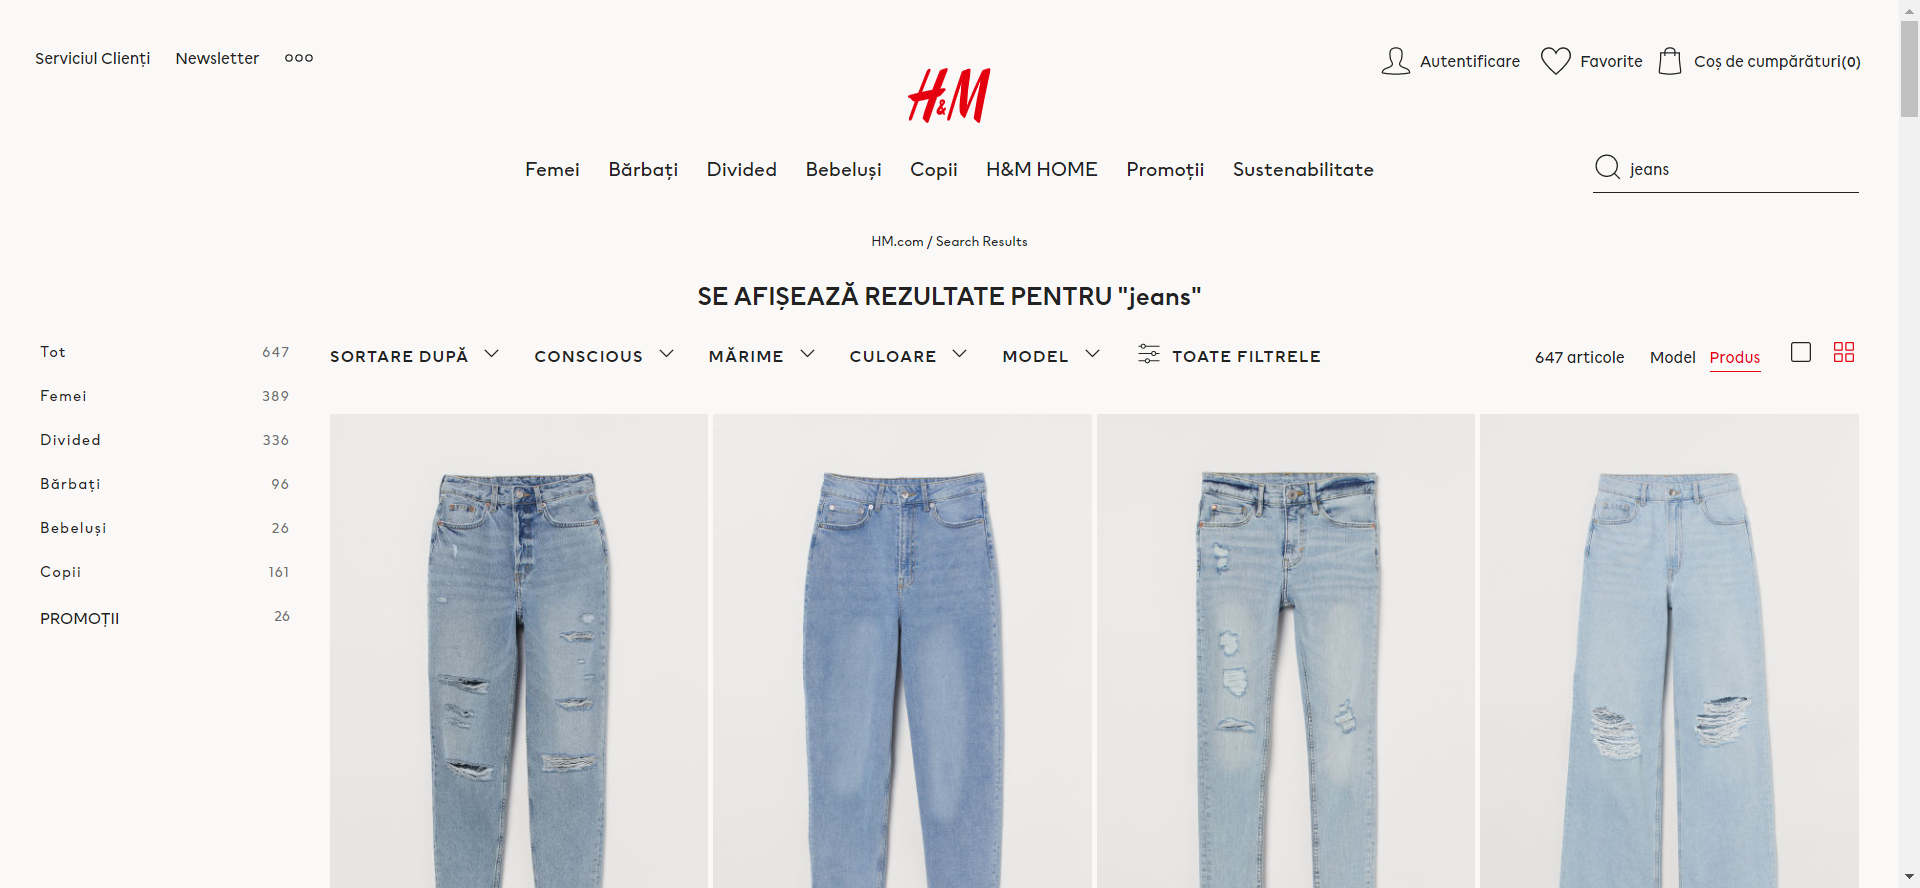 Serviciul Clienți Newsletter
Autentificare Favorite Coș de cumpărături(0)
H&M
Femei Bărbați Divided Bebeluși Copii H&M HOME Promoții Sustenabilitate
jeans
HM.com / Search Results
SE AFIȘEAZĂ REZULTATE PENTRU "jeans"
SORTARE DUPĂ CONSCIOUS MĂRIME CULOARE MODEL TOATE FILTRELE
647 articole Model Produs
Tot 647
Femei 389
Divided 336
Bărbați 96
Bebeluși 26
Copii 161
PROMOȚII 26